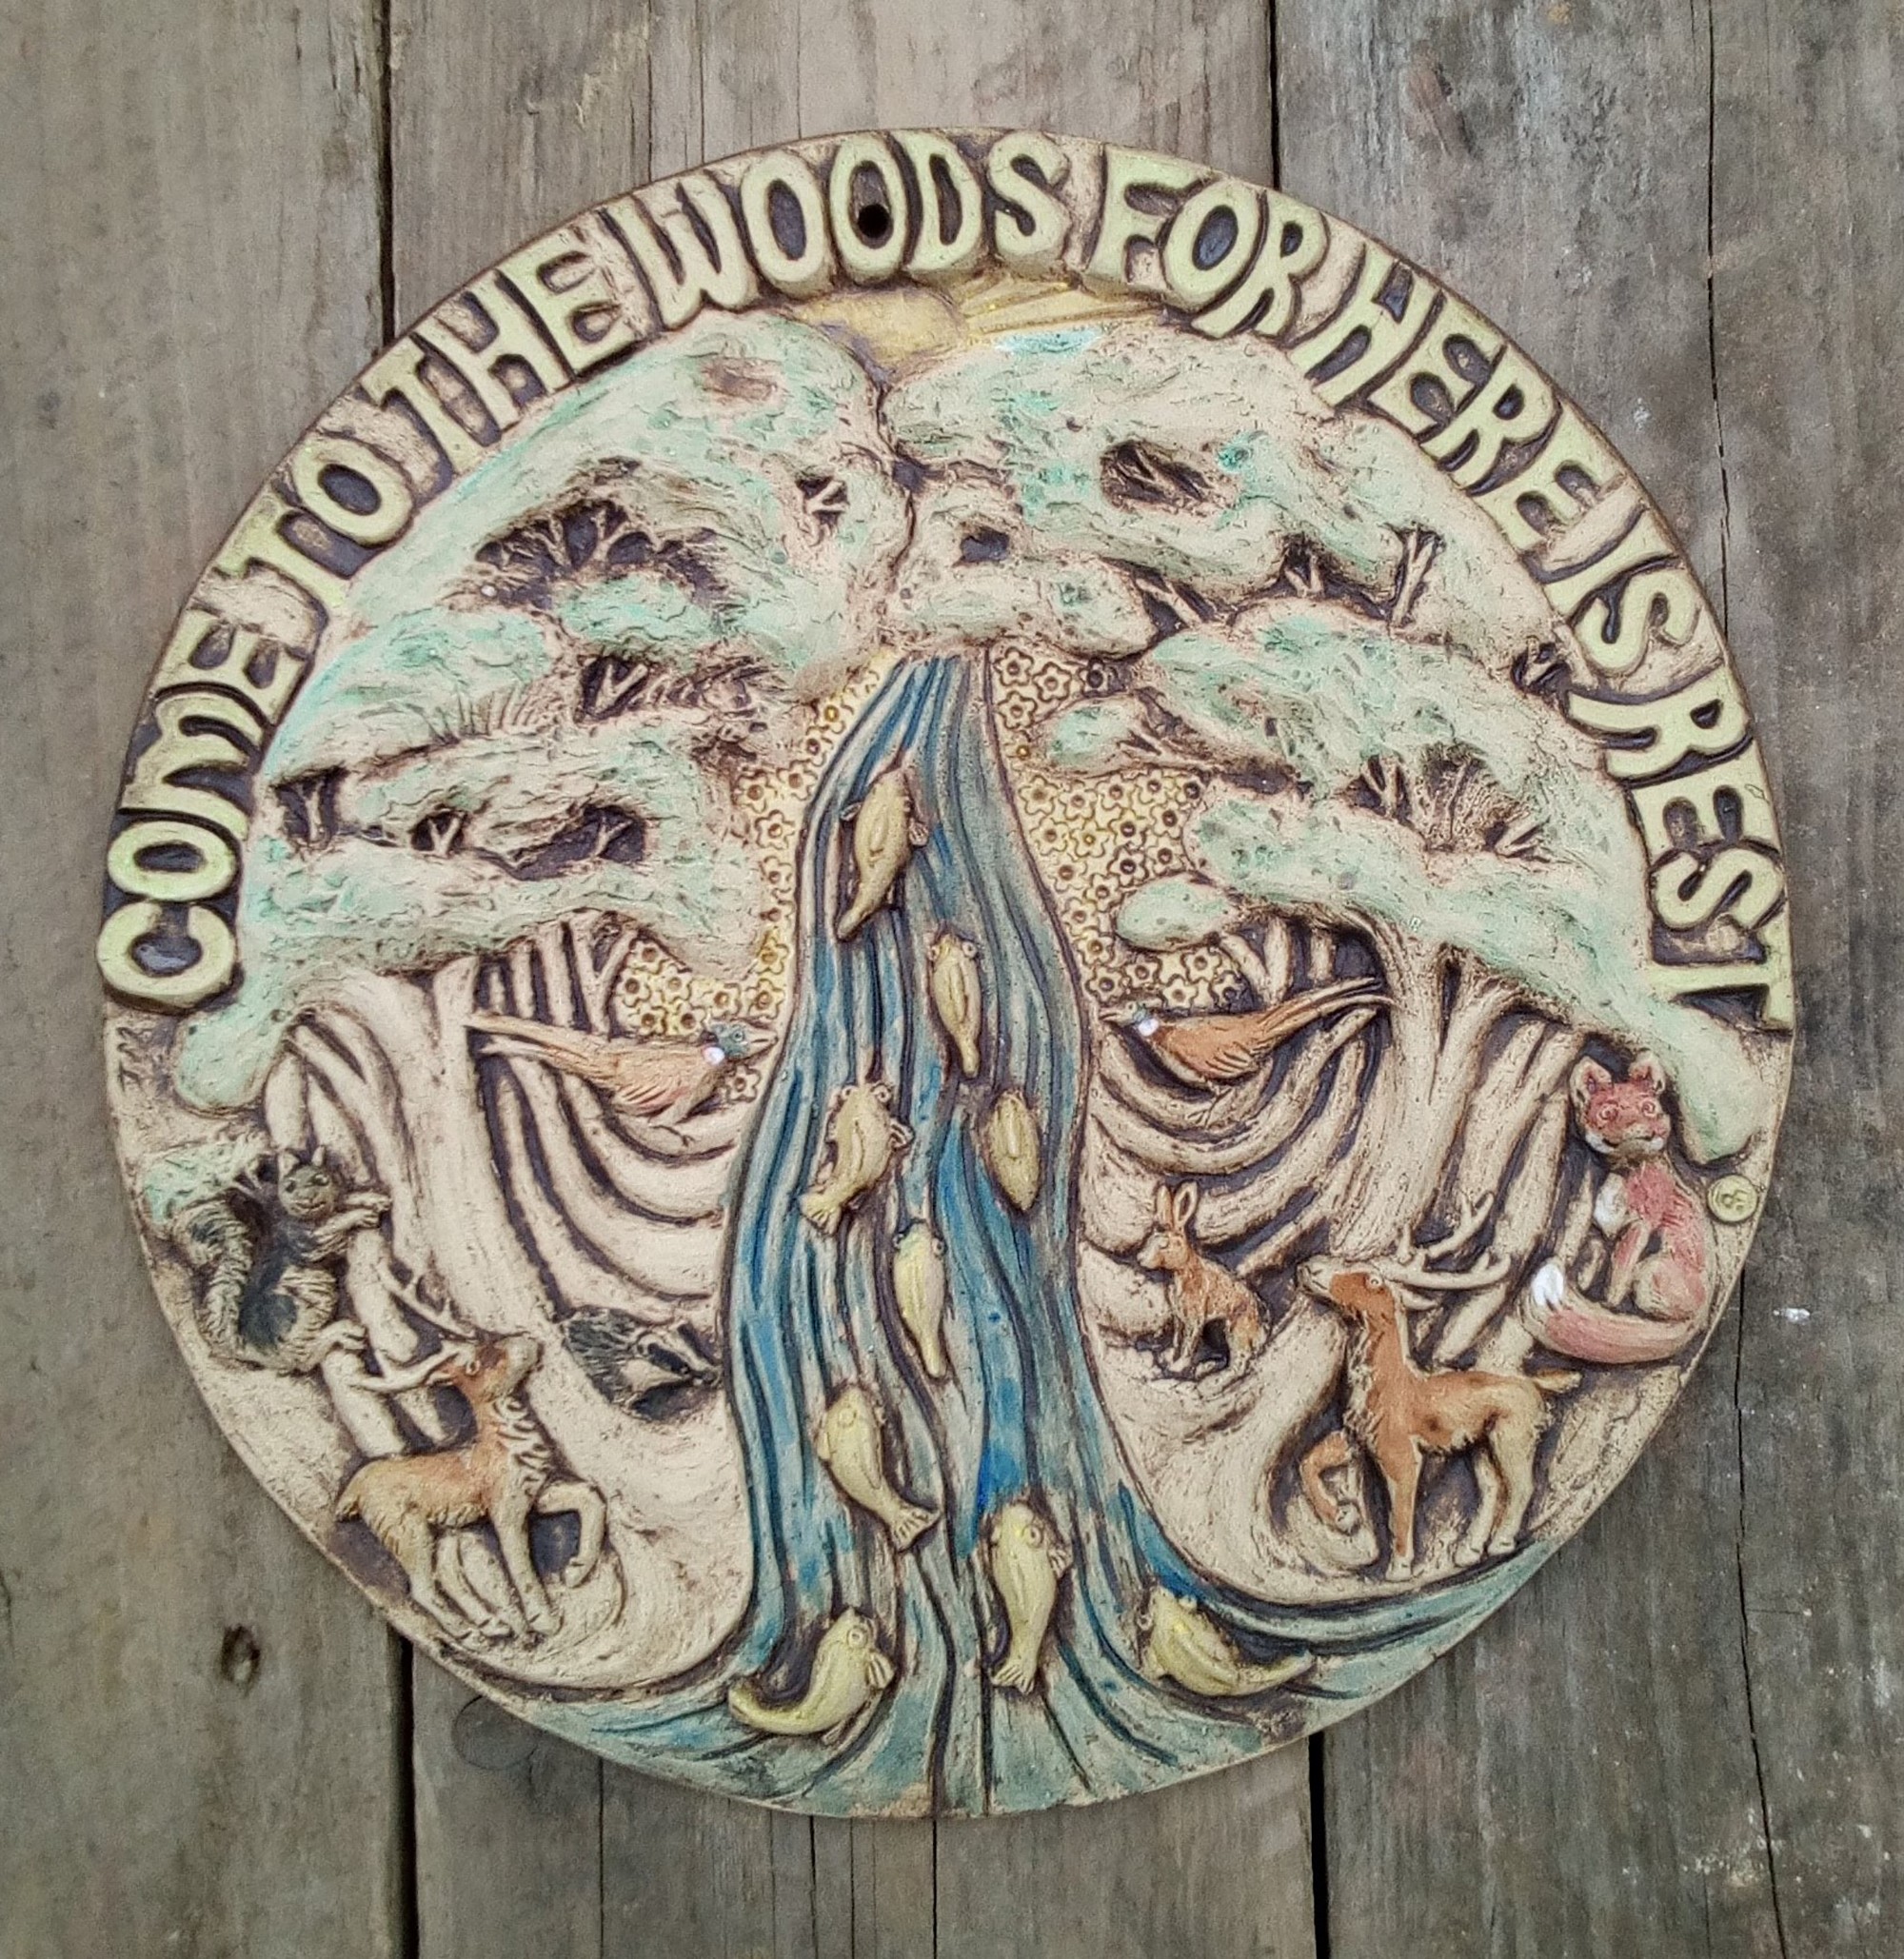 COME TO THE WOODS FOR HERE IS REST